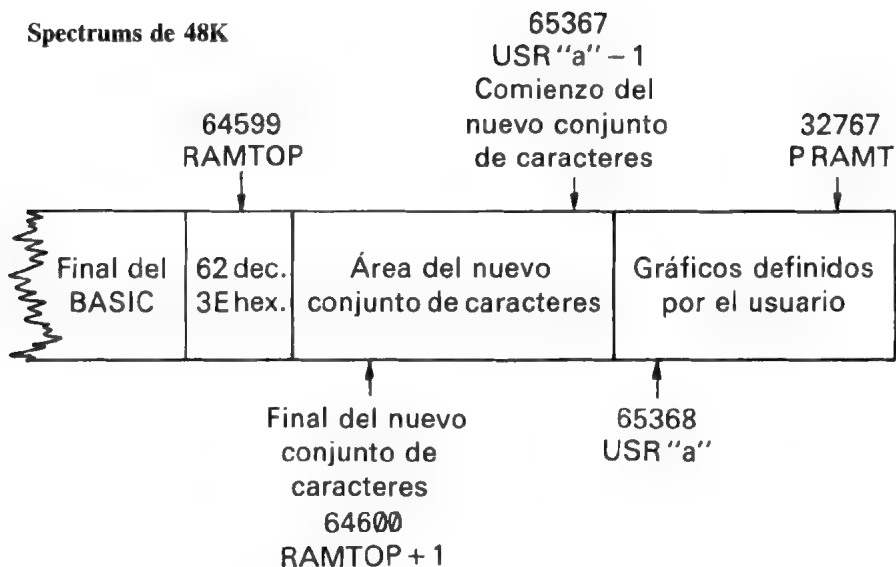 Spectrums de 48K
65367
USR "a" – 1
Comienzo del
nuevo conjunto
de caracteres
64599
RAMTOP
32767
P RAMT
Final del
BASIC
62 dec.
3E hex.
Área del nuevo
conjunto de caracteres
Gráficos definidos
por el usuario
Final del nuevo
conjunto de
caracteres
64600
RAMTOP + 1
65368
USR "a"